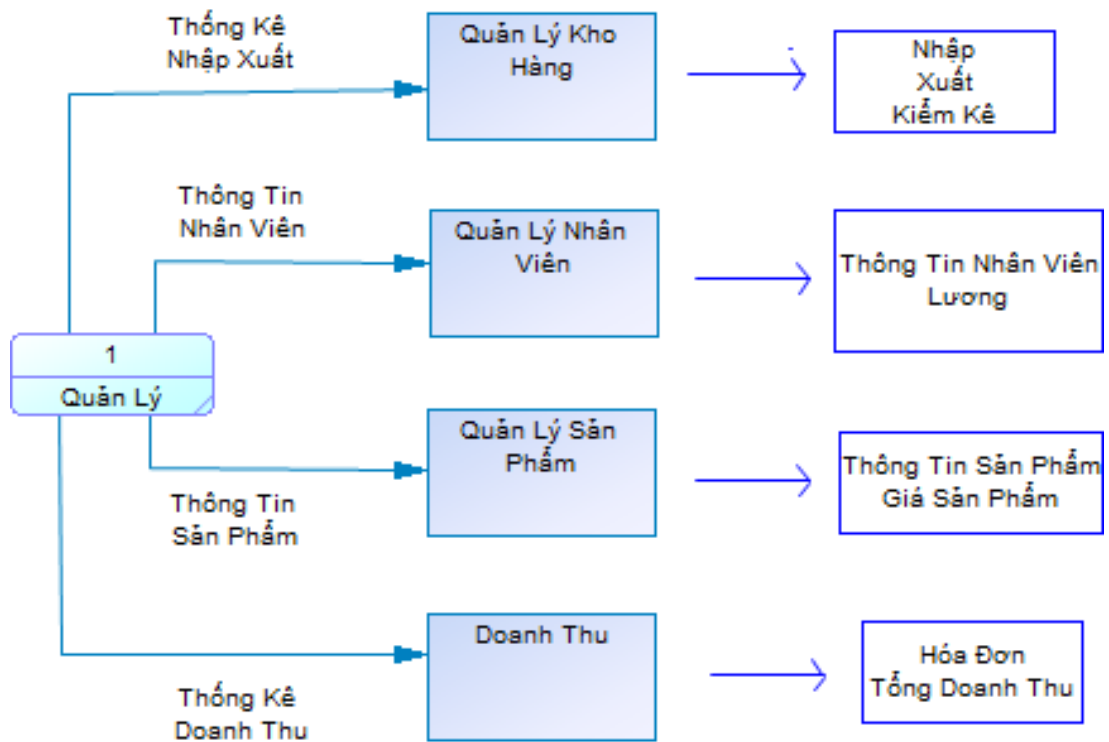 Thống Kê
Nhập Xuất
Quản Lý Kho
Hàng
Nhập
Xuất
Kiểm Kê
Thông Tin
Nhân Viên
Quản Lý Nhân
Viên
Thông Tin Nhân Viên
Lương
1
Quản Lý
Quản Lý Sản
Phẩm
Thông Tin Sản Phẩm
Giá Sản Phẩm
Thông Tin
Sản Phẩm
Doanh Thu
Hóa Đơn
Tổng Doanh Thu
Thống Kê
Doanh Thu